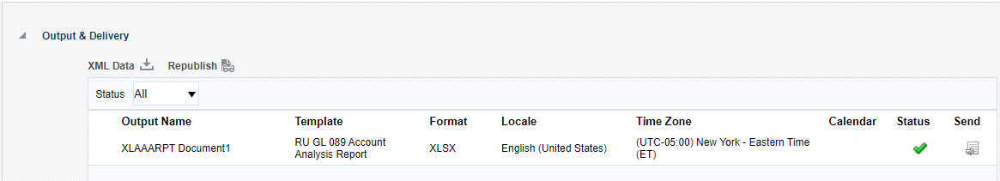 Output & Delivery
XML Data Republish
Status All
Output Name Template Format Locale Time Zone Calendar Status Send
XLAAARPT Document1 RU GL 089 Account Analysis Report XLSX English (United States) (UTC-05:00) New York - Eastern Time (ET)